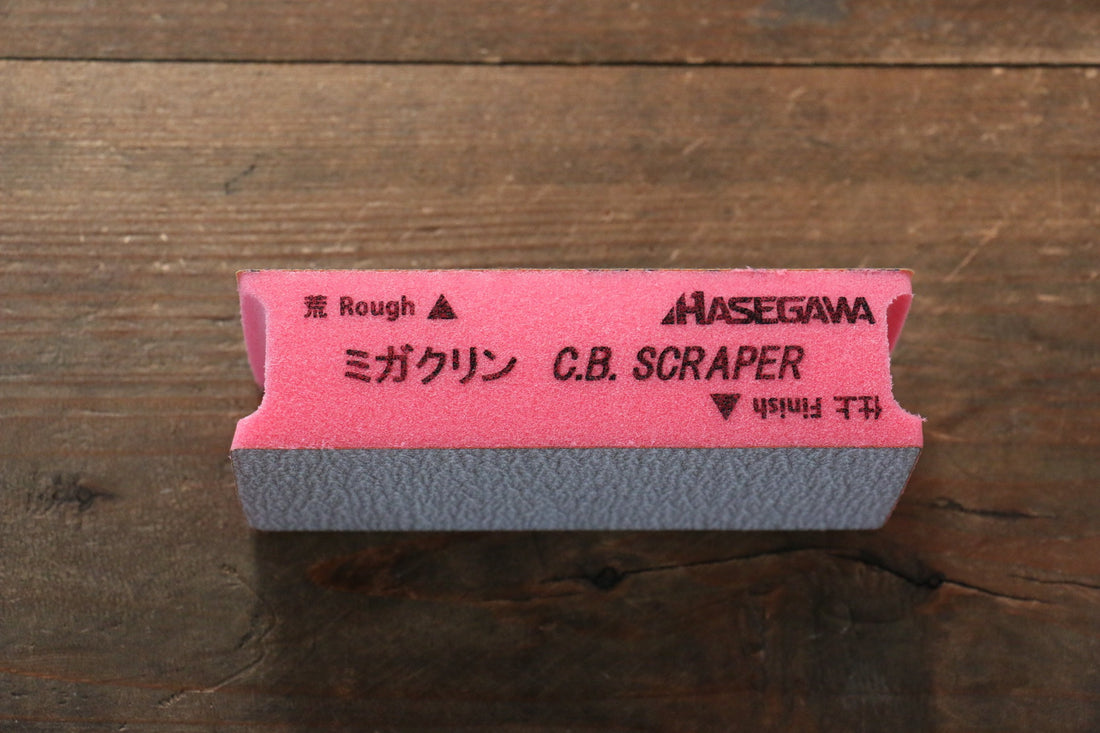 荒 Rough ▲
HASEGAWA
ミガクリン C.B. SCRAPER
仕上 Finish ▲